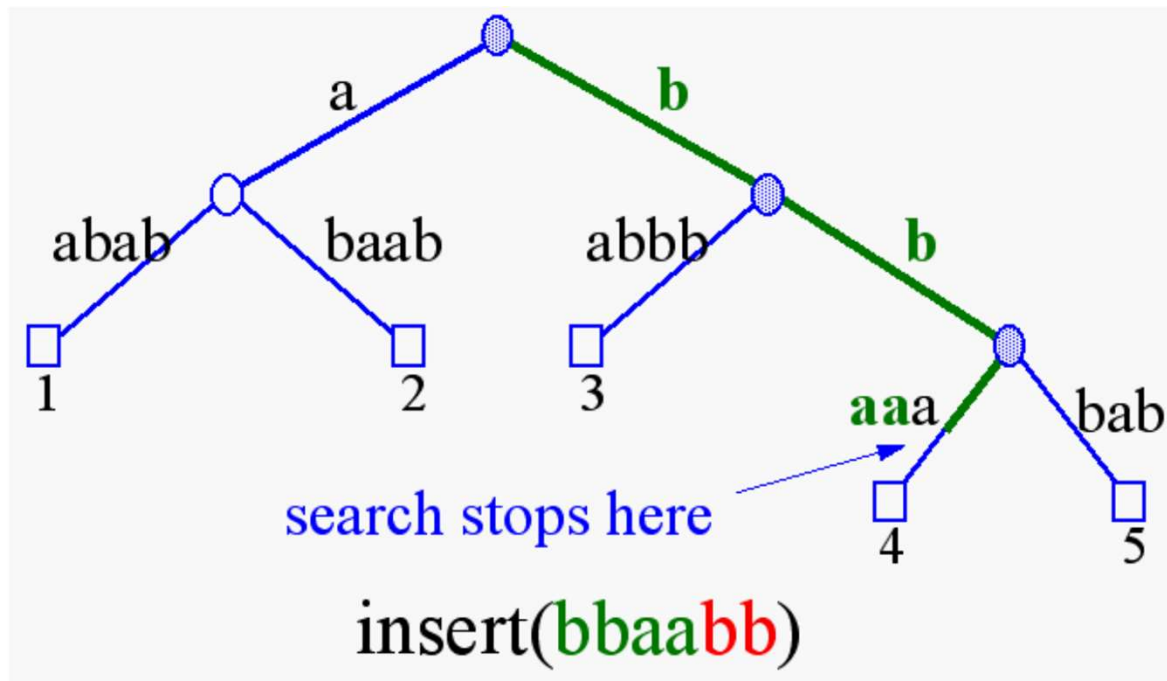 a b
abab baab abbb b
1 2 3 aaa bab
search stops here
4 5
insert(bbaabb)